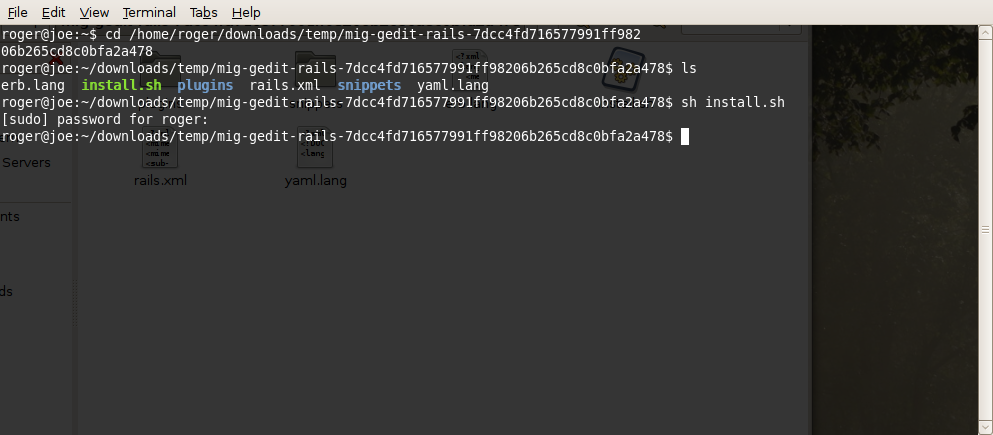 File Edit View Terminal Tabs Help
roger@joe:~$ cd /home/roger/downloads/temp/mig-gedit-rails-7dcc4fd716577991ff982
06b265cd8c0bfa2a478
roger@joe:~/downloads/temp/mig-gedit-rails-7dcc4fd716577991ff98206b265cd8c0bfa2a478$ ls
erb.lang install.sh plugins rails.xml snippets yaml.lang
roger@joe:~/downloads/temp/mig-gedit-rails-7dcc4fd716577991ff98206b265cd8c0bfa2a478$ sh install.sh
[sudo] password for roger:
roger@joe:~/downloads/temp/mig-gedit-rails-7dcc4fd716577991ff98206b265cd8c0bfa2a478$
Servers
rails.xml yaml.lang
nts
ds